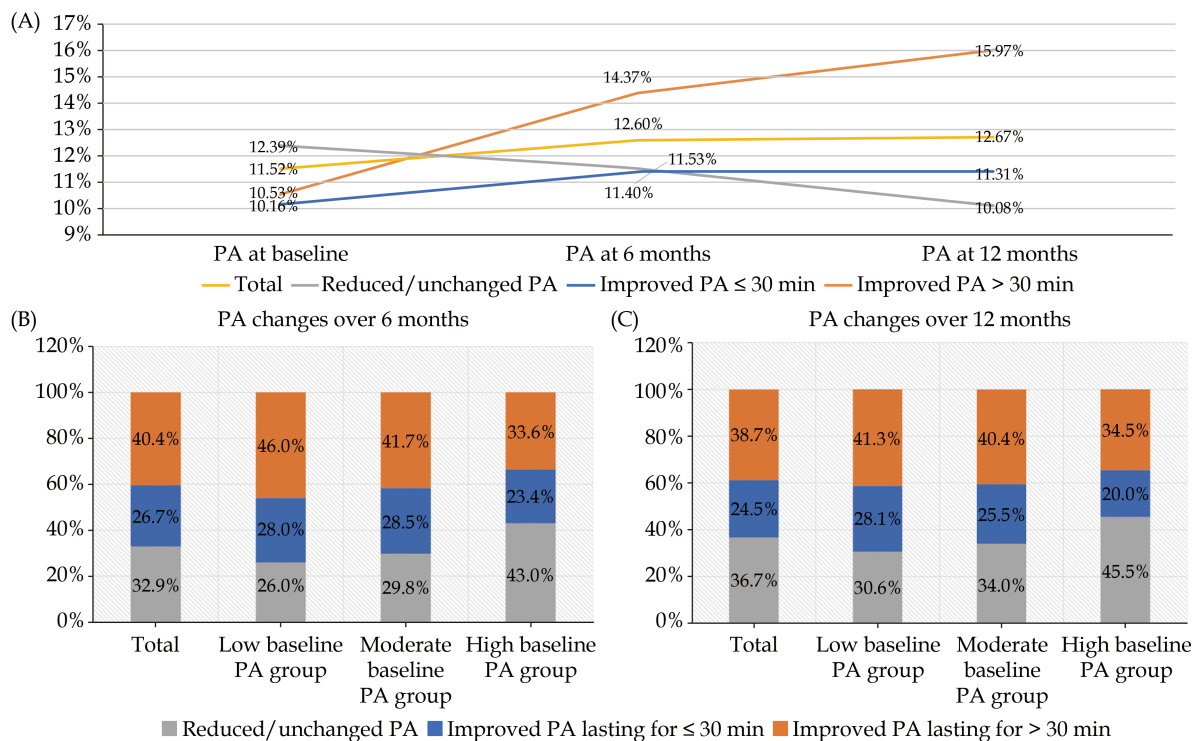 (A)
17%
16%
15%
14%
13%
12%
11%
10%
9%
12.39%
11.52%
10.53%
10.16%
14.37%
12.60%
11.53%
11.40%
15.97%
12.67%
11.31%
10.08%
PA at baseline PA at 6 months PA at 12 months
Total Reduced/unchanged PA Improved PA ≤ 30 min Improved PA > 30 min
(B) PA changes over 6 months
120%
100%
80%
60%
40%
20%
0%
40.4% 46.0% 41.7% 33.6%
26.7% 28.0% 28.5% 23.4%
32.9% 26.0% 29.8% 43.0%
Total
Low baseline
PA group
Moderate
baseline
PA group
High baseline
PA group
(C) PA changes over 12 months
120%
100%
80%
60%
40%
20%
0%
38.7% 41.3% 40.4% 34.5%
24.5% 28.1% 25.5% 20.0%
36.7% 30.6% 34.0% 45.5%
Total
Low baseline
PA group
Moderate
baseline
PA group
High baseline
PA group
Reduced/unchanged PA Improved PA lasting for ≤ 30 min Improved PA lasting for > 30 min